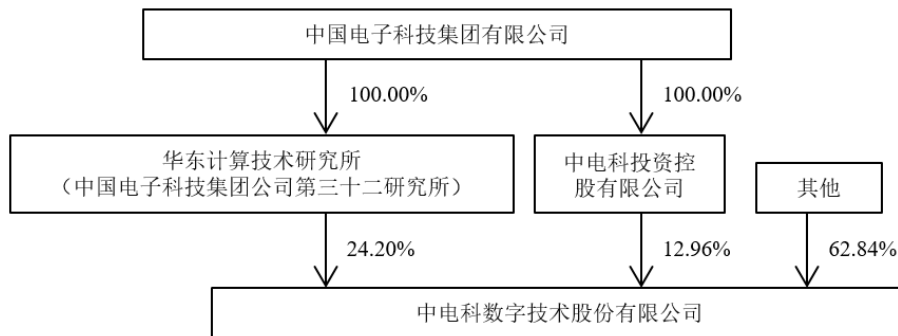 中国电子科技集团有限公司
100.00%
100.00%
华东计算技术研究所
（中国电子科技集团公司第三十二研究所）
中电科投资控
股有限公司
其他
24.20%
12.96%
62.84%
中电科数字技术股份有限公司